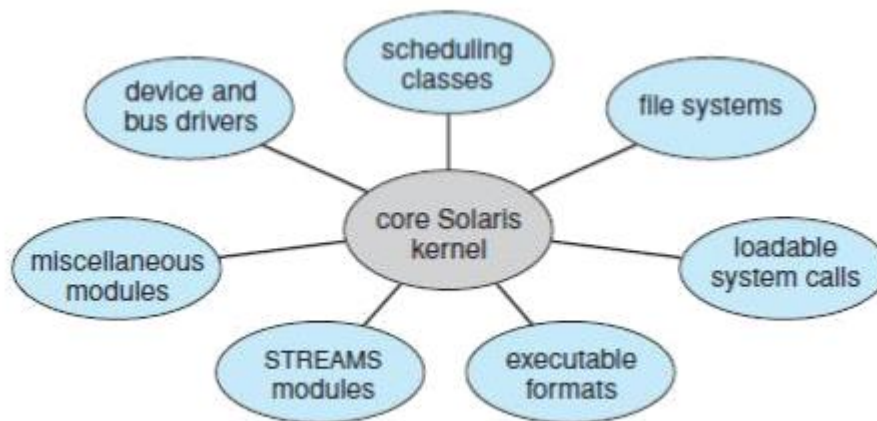 scheduling
classes
device and
bus drivers
file systems
core Solaris
kernel
miscellaneous
modules
loadable
system calls
STREAMS
modules
executable
formats